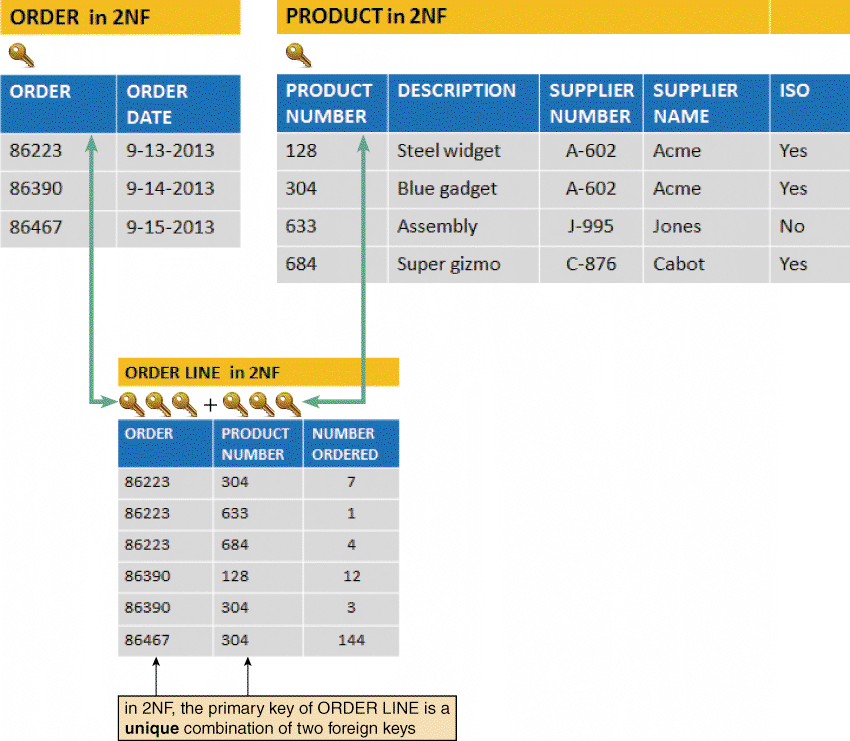 ORDER in 2NF
ORDER ORDER DATE
86223 9-13-2013
86390 9-14-2013
86467 9-15-2013
PRODUCT in 2NF
PRODUCT NUMBER DESCRIPTION SUPPLIER NUMBER SUPPLIER NAME ISO
128 Steel widget A-602 Acme Yes
304 Blue gadget A-602 Acme Yes
633 Assembly J-995 Jones No
684 Super gizmo C-876 Cabot Yes
ORDER LINE in 2NF
+
ORDER PRODUCT NUMBER NUMBER ORDERED
86223 304 7
86223 633 1
86223 684 4
86390 128 12
86390 304 3
86467 304 144
in 2NF, the primary key of ORDER LINE is a
unique combination of two foreign keys